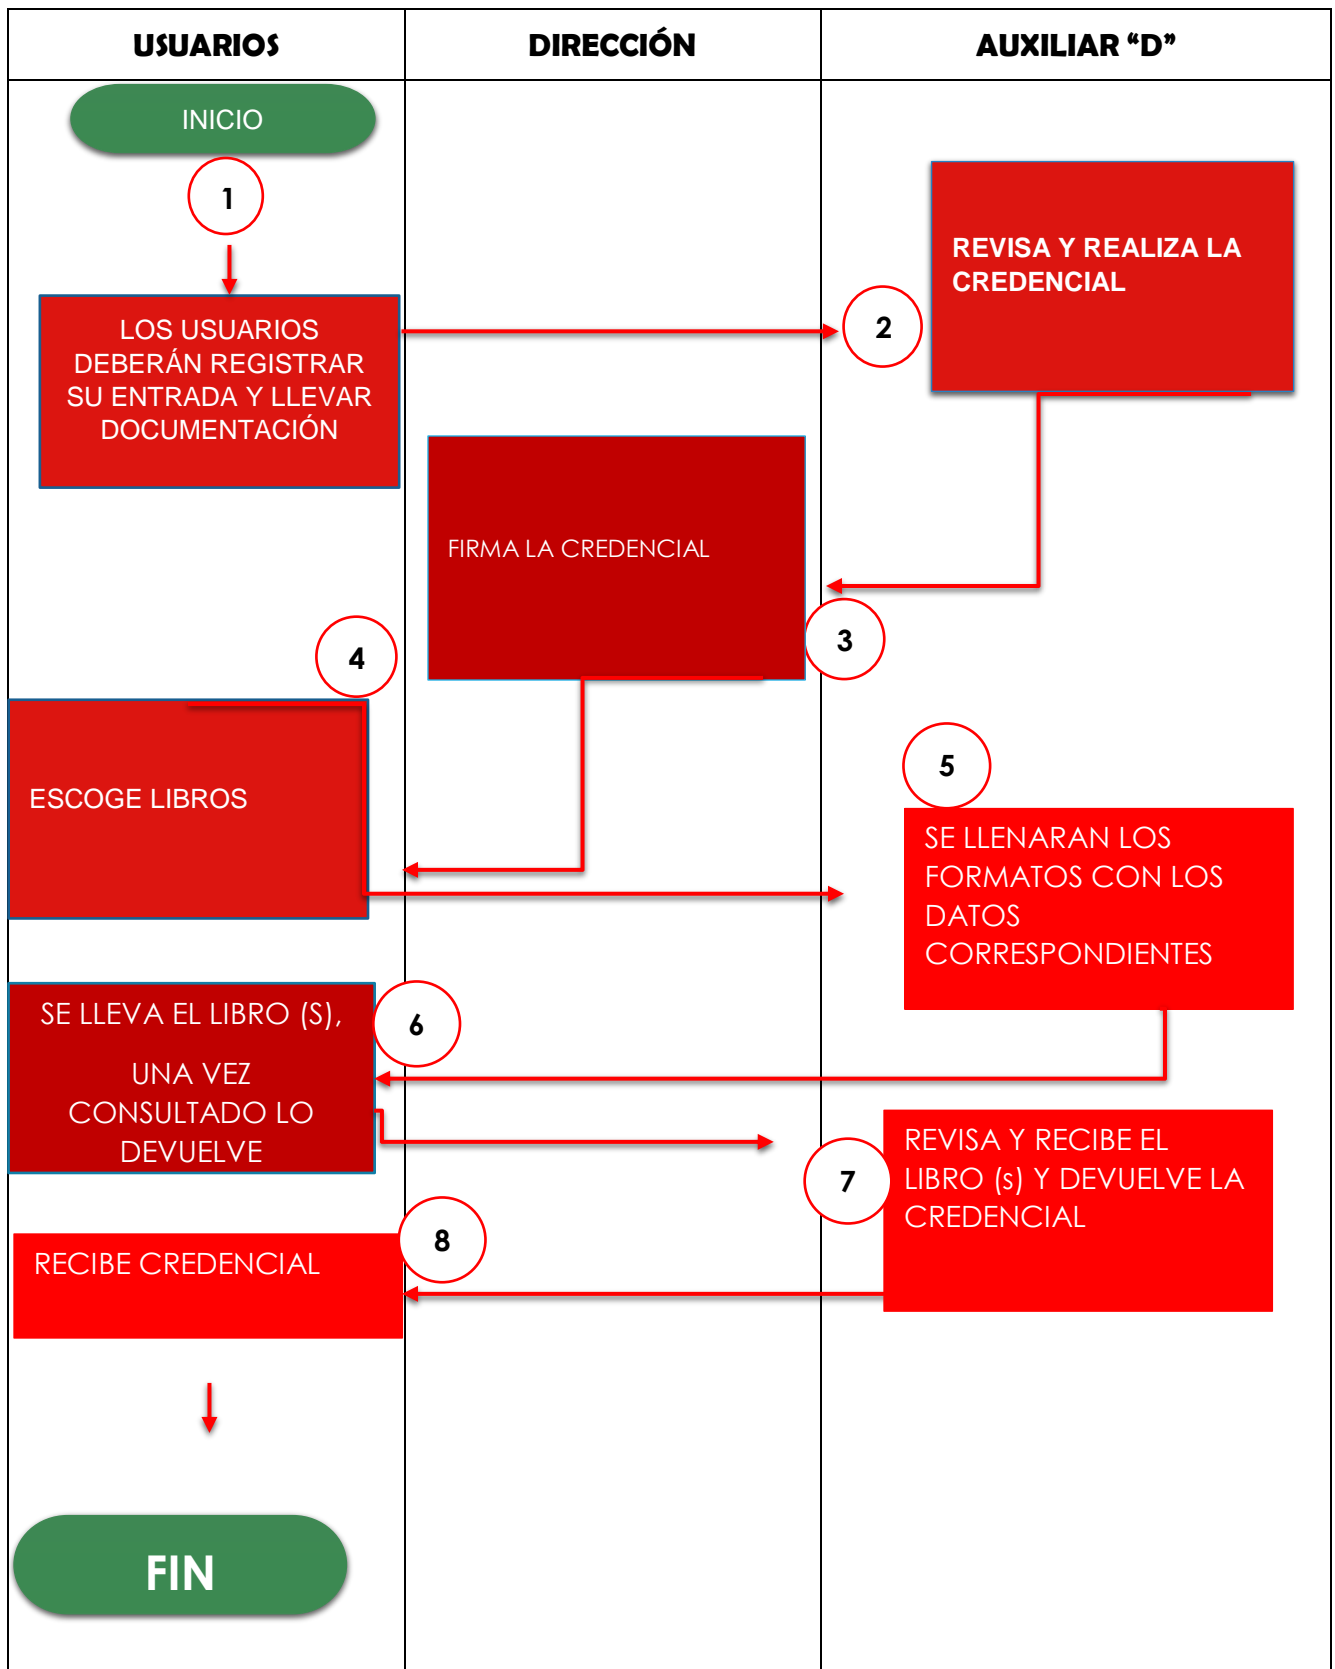 USUARIOS
DIRECCIÓN
AUXILIAR “D”
INICIO
1
LOS USUARIOS
DEBERÁN REGISTRAR
SU ENTRADA Y LLEVAR
DOCUMENTACIÓN
2
REVISA Y REALIZA LA
CREDENCIAL
FIRMA LA CREDENCIAL
3
4
ESCOGE LIBROS
5
SE LLENARAN LOS
FORMATOS CON LOS
DATOS
CORRESPONDIENTES
SE LLEVA EL LIBRO (S),
UNA VEZ
CONSULTADO LO
DEVUELVE
6
7
REVISA Y RECIBE EL
LIBRO (s) Y DEVUELVE LA
CREDENCIAL
8
RECIBE CREDENCIAL
FIN